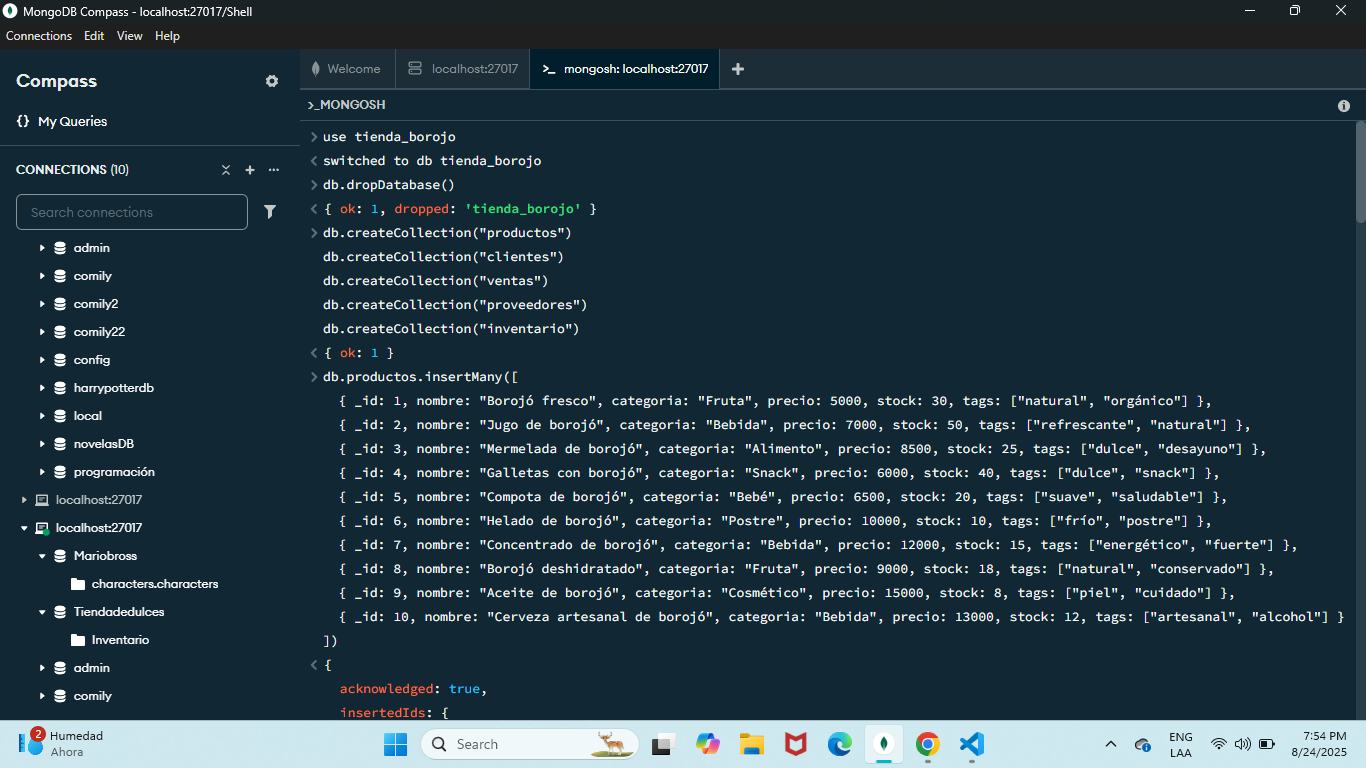 MongoDB Compass - localhost:27017/Shell
Connections Edit View Help
Compass
{} My Queries
CONNECTIONS (10)
Search connections
admin
comily
comily2
comily22
config
harrypotterdb
local
novelasDB
programación
localhost:27017
localhost:27017
Mariobross
characters.characters
Tiendadedulces
Inventario
admin
comily
Welcome localhost:27017 >_ mongosh: localhost:27017 +
>_MONGOSH
> use tienda_borojo
< switched to db tienda_borojo
> db.dropDatabase()
< { ok: 1, dropped: 'tienda_borojo' }
> db.createCollection("productos")
db.createCollection("clientes")
db.createCollection("ventas")
db.createCollection("proveedores")
db.createCollection("inventario")
< { ok: 1 }
> db.productos.insertMany([
{ _id: 1, nombre: "Borojó fresco", categoria: "Fruta", precio: 5000, stock: 30, tags: ["natural", "orgánico"] },
{ _id: 2, nombre: "Jugo de borojó", categoria: "Bebida", precio: 7000, stock: 50, tags: ["refrescante", "natural"] },
{ _id: 3, nombre: "Mermelada de borojó", categoria: "Alimento", precio: 8500, stock: 25, tags: ["dulce", "desayuno"] },
{ _id: 4, nombre: "Galletas con borojó", categoria: "Snack", precio: 6000, stock: 40, tags: ["dulce", "snack"] },
{ _id: 5, nombre: "Compota de borojó", categoria: "Bebé", precio: 6500, stock: 20, tags: ["suave", "saludable"] },
{ _id: 6, nombre: "Helado de borojó", categoria: "Postre", precio: 10000, stock: 10, tags: ["frío", "postre"] },
{ _id: 7, nombre: "Concentrado de borojó", categoria: "Bebida", precio: 12000, stock: 15, tags: ["energético", "fuerte"] },
{ _id: 8, nombre: "Borojó deshidratado", categoria: "Fruta", precio: 9000, stock: 18, tags: ["natural", "conservado"] },
{ _id: 9, nombre: "Aceite de borojó", categoria: "Cosmético", precio: 15000, stock: 8, tags: ["piel", "cuidado"] },
{ _id: 10, nombre: "Cerveza artesanal de borojó", categoria: "Bebida", precio: 13000, stock: 12, tags: ["artesanal", "alcohol"] }
])
< {
acknowledged: true,
insertedIds: {
2
Humedad
Ahora
Search
ENG
LAA
7:54 PM
8/24/2025